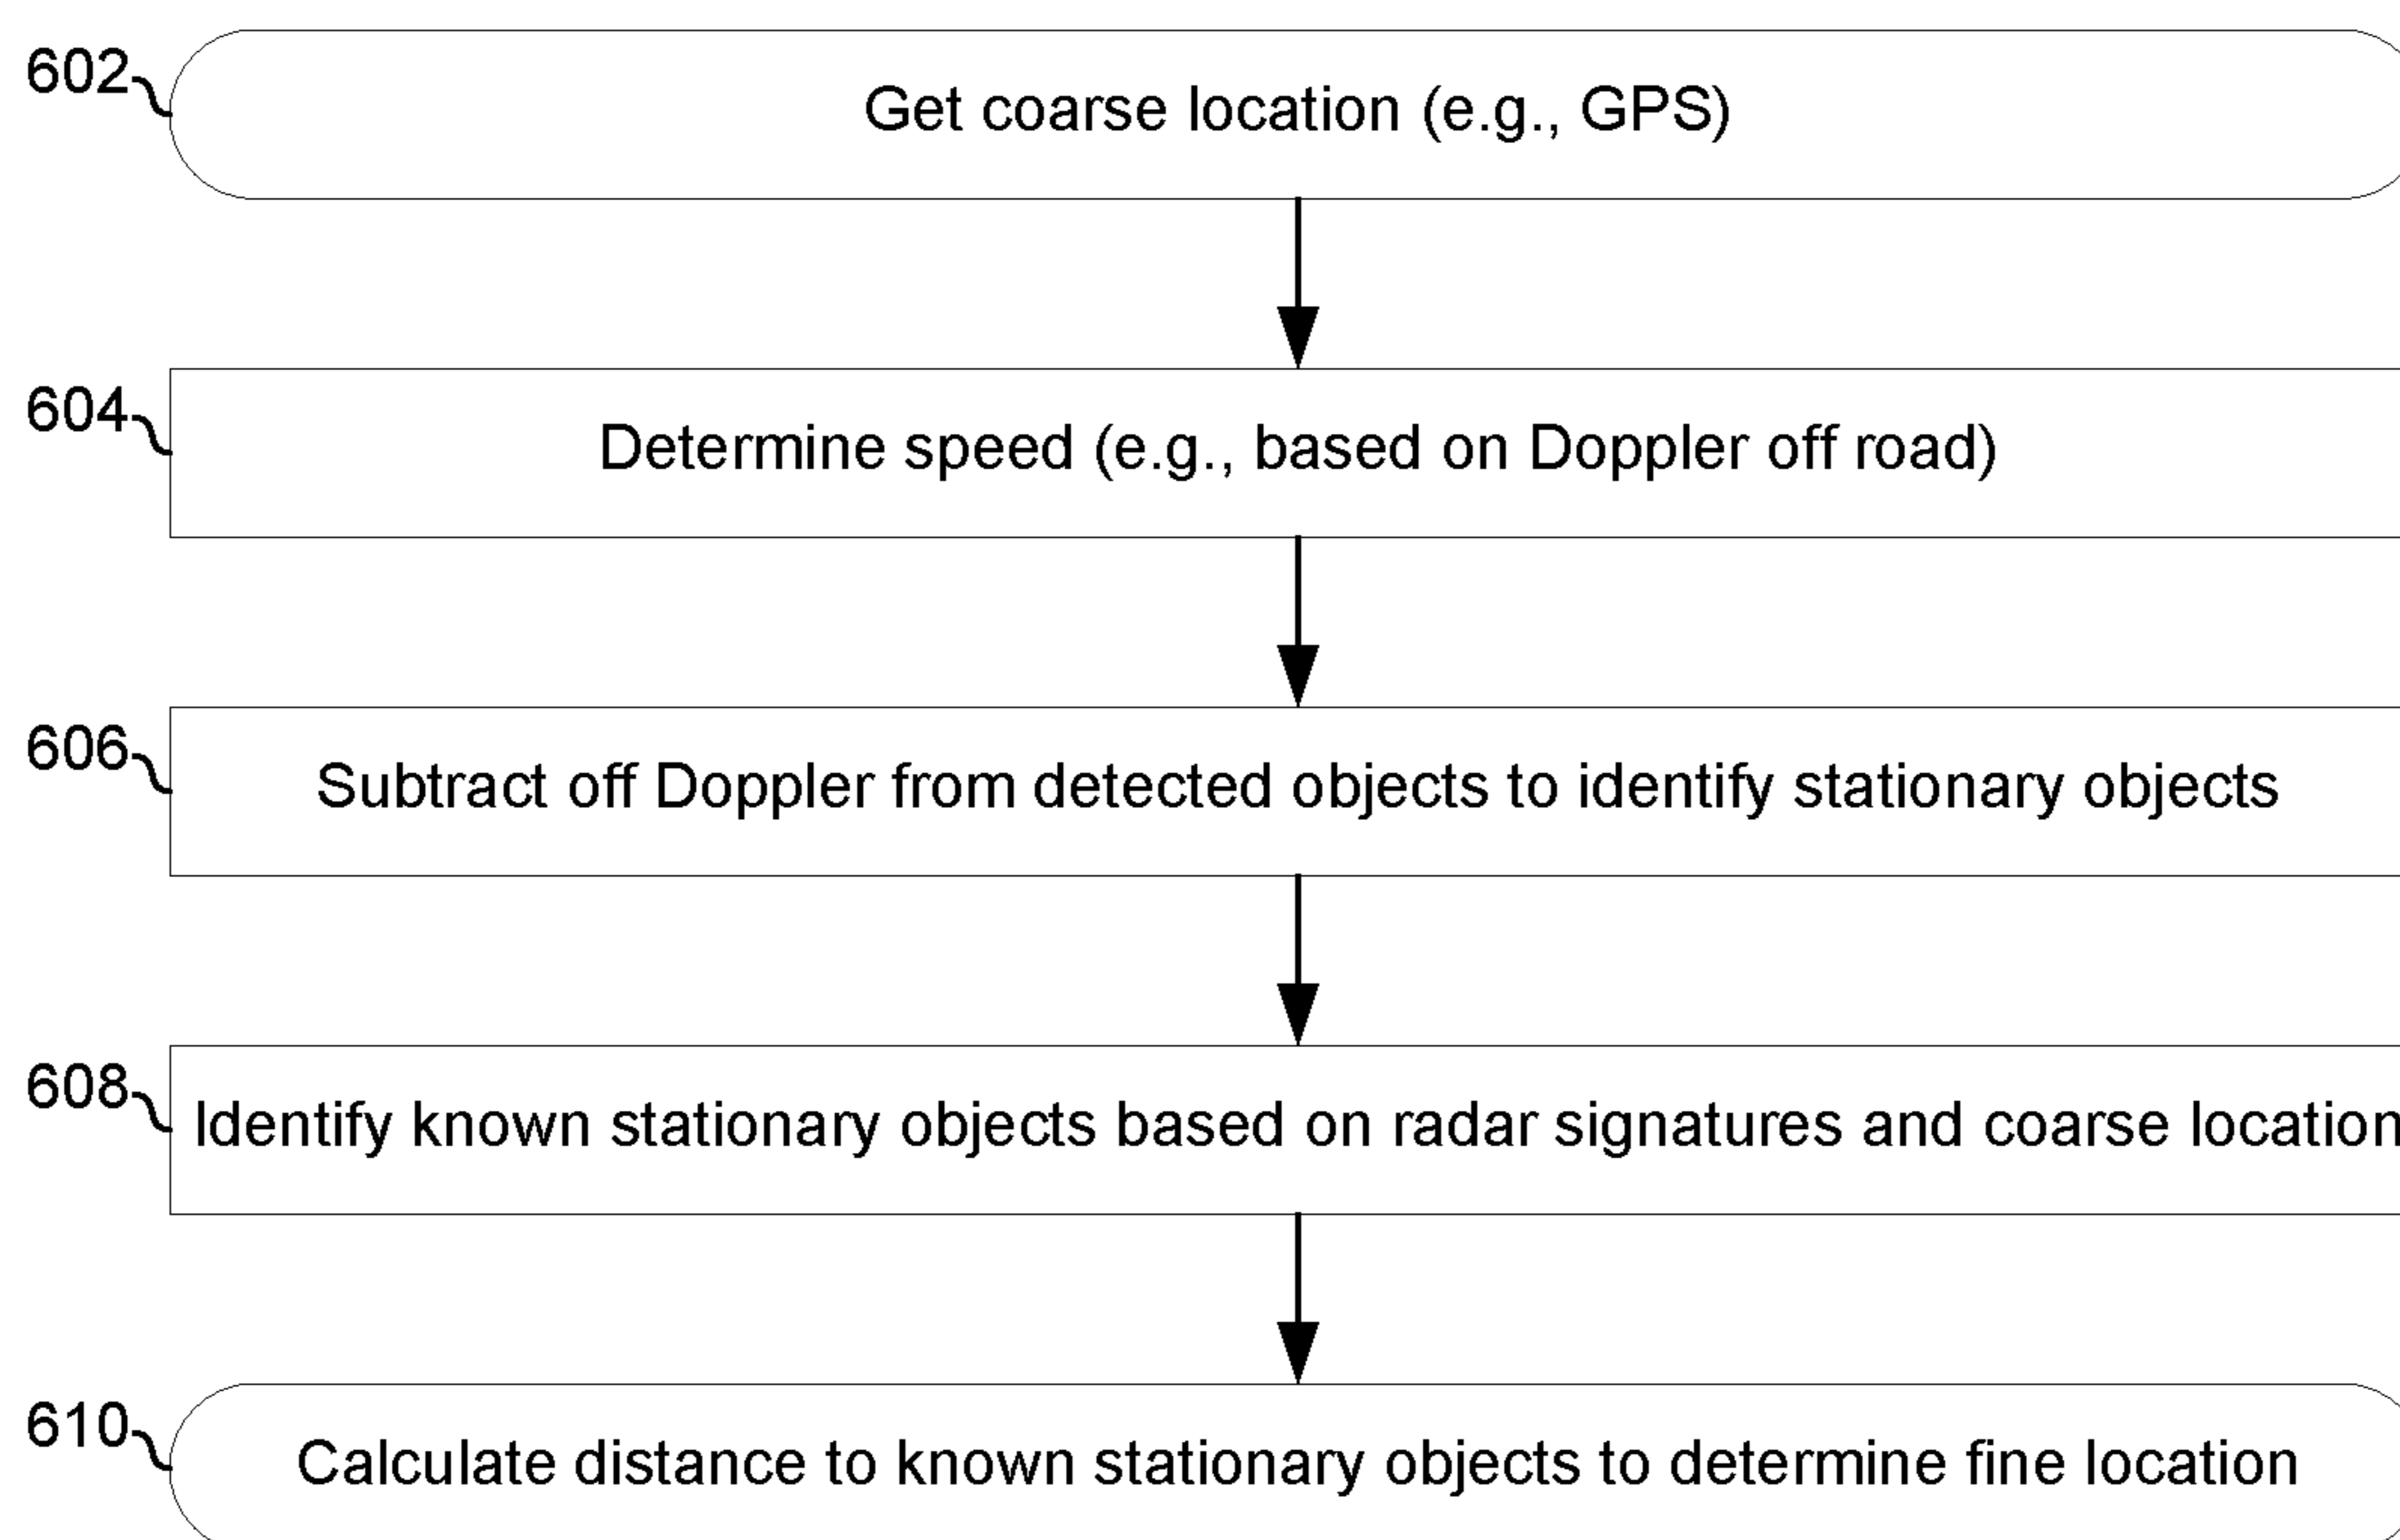 602
Get coarse location (e.g., GPS)
604
Determine speed (e.g., based on Doppler off road)
606
Subtract off Doppler from detected objects to identify stationary objects
608
Identify known stationary objects based on radar signatures and coarse location
610
Calculate distance to known stationary objects to determine fine location